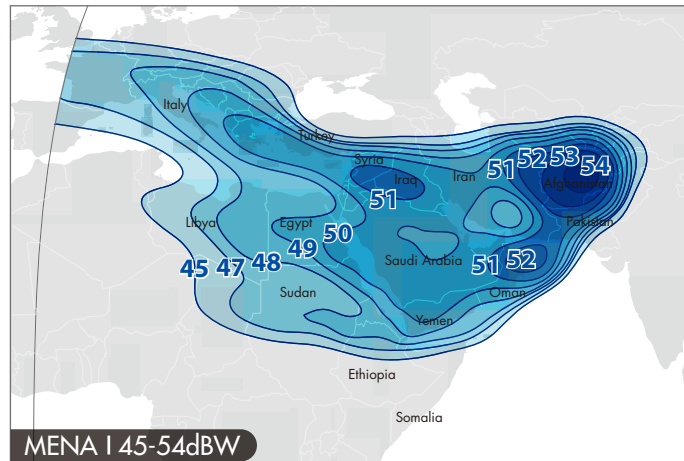 Italy
Turkey
Syria
Iraq
Iran
51
52
53
54
Afghanistan
51
Libya
Egypt
50
Pakistan
49
48
47
45
Saudi Arabia
51
52
Sudan
Oman
Yemen
Ethiopia
Somalia
MENA I 45-54dBW